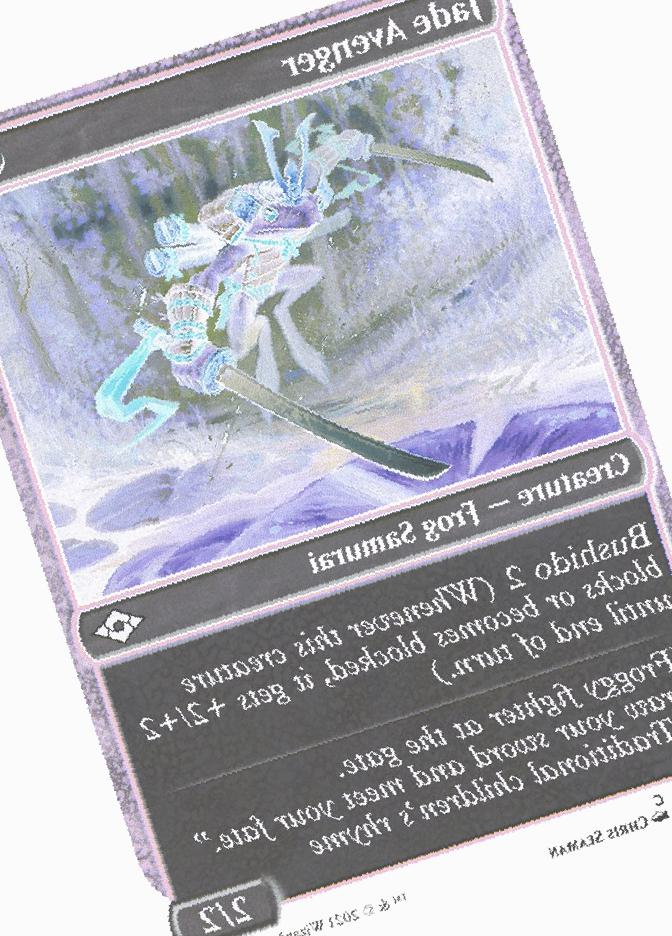 Jade Avenger
Creature — Frog Samurai
Bushido 2 (Whenever this creature
blocks or becomes blocked, it gets +2/+2
until end of turn.)
Froggy fighter at the gate.
your sword and meet your fate."
Traditional children's rhyme
2/2
C
CHRIS SEAMAN
™ & © 2021